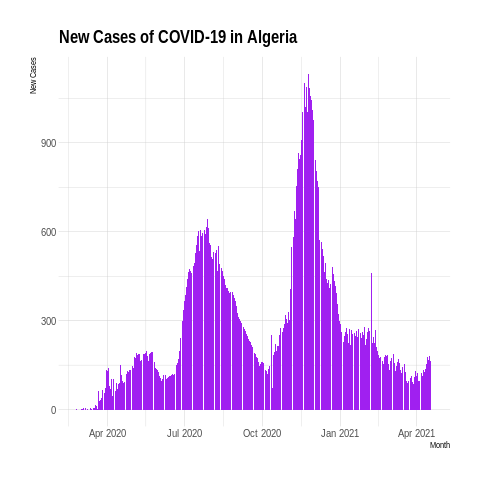 New Cases of COVID-19 in Algeria
New Cases
900
600
300
0
Apr 2020
Jul 2020
Oct 2020
Jan 2021
Apr 2021
Month